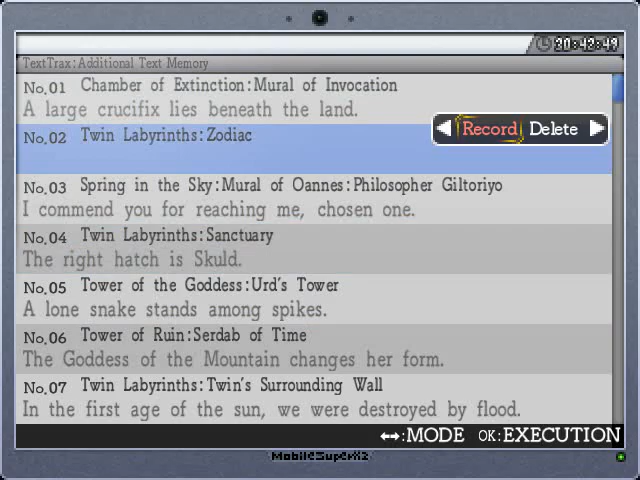 20:42:49
TextTrax:Additional Text Memory
No.01 Chamber of Extinction:Mural of Invocation
A large crucifix lies beneath the land.
No.02 Twin Labyrinths:Zodiac
Record Delete
No.03 Spring in the Sky:Mural of Oannes:Philosopher Giltoriyo
I commend you for reaching me, chosen one.
No.04 Twin Labyrinths:Sanctuary
The right hatch is Skuld.
No.05 Tower of the Goddess:Urd's Tower
A lone snake stands among spikes.
No.06 Tower of Ruin:Serdab of Time
The Goddess of the Mountain changes her form.
No.07 Twin Labyrinths:Twin's Surrounding Wall
In the first age of the sun, we were destroyed by flood.
↔:MODE OK:EXECUTION
MobileSuperX2